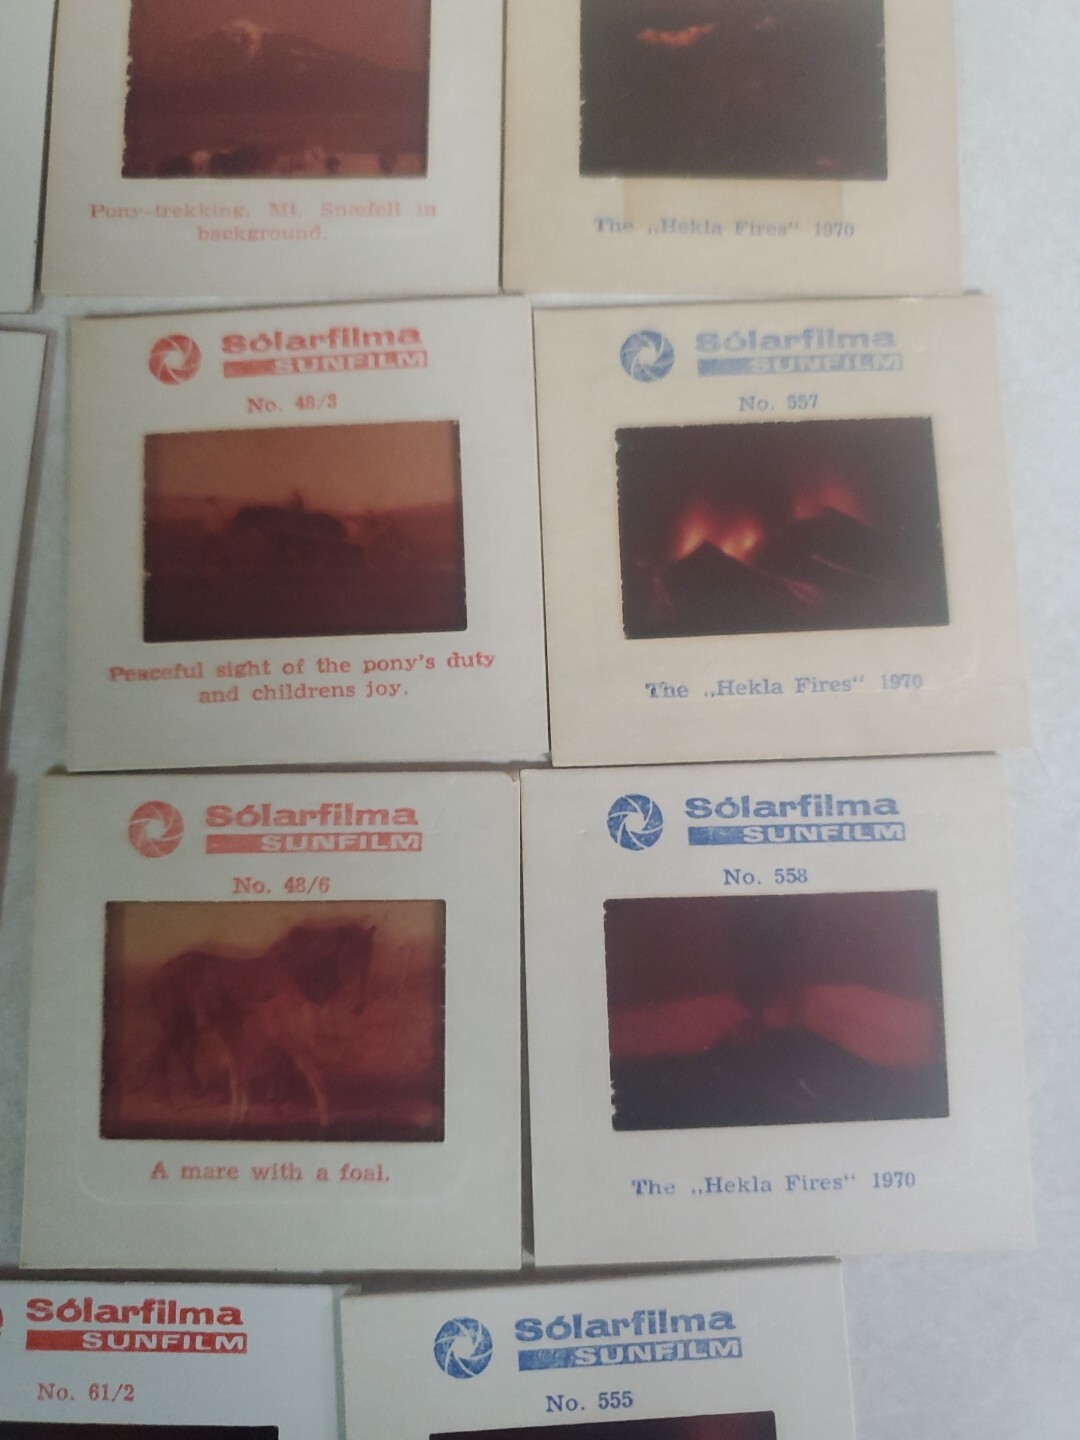 Pony-trekking, Mt. Snæfell in
background.
The „Hekla Fires“ 1970
Sólarfilma
SUNFILM
No. 48/3
Peaceful sight of the pony's duty
and childrens joy.
Sólarfilma
SUNFILM
No. 557
The „Hekla Fires“ 1970
Sólarfilma
SUNFILM
No. 48/6
A mare with a foal.
Sólarfilma
SUNFILM
No. 558
The „Hekla Fires“ 1970
Sólarfilma
SUNFILM
No. 61/2
Sólarfilma
SUNFILM
No. 555